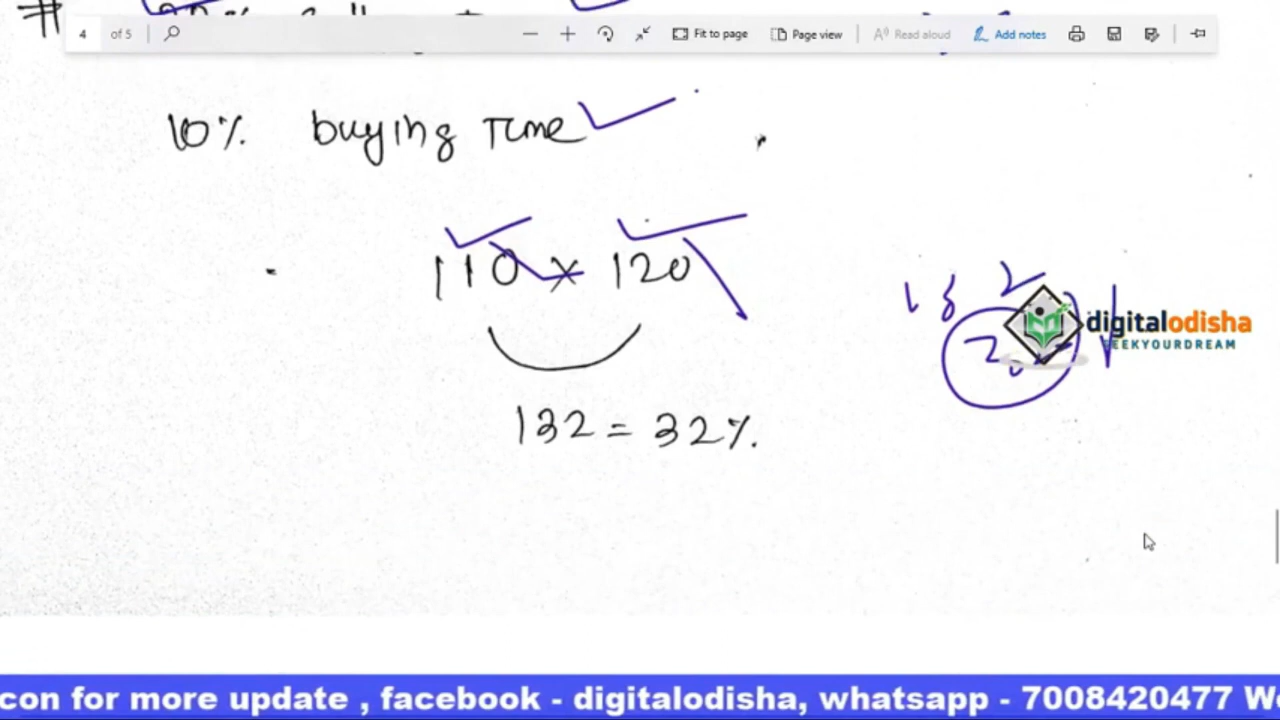 #
4 of 5 Fit to page Page view Read aloud Add notes
10% buying Time
110 × 120
132 = 32%.
digitalodisha
EEKYOURDREAM
con for more update , facebook - digitalodisha, whatsapp - 7008420477 W